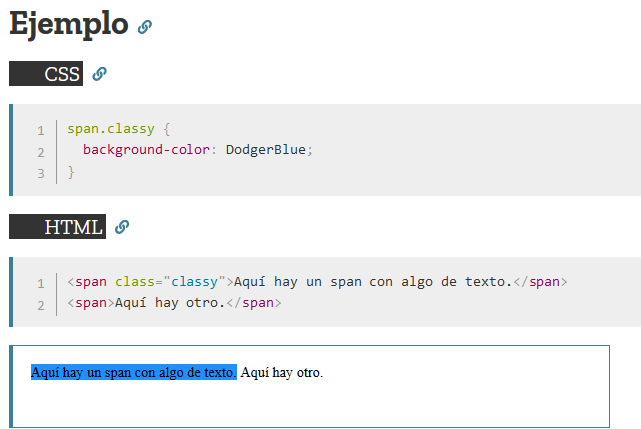 Ejemplo
CSS
1 span.classy {
2   background-color: DodgerBlue;
3 }
HTML
1 <span class="classy">Aquí hay un span con algo de texto.</span>
2 <span>Aquí hay otro.</span>
Aquí hay un span con algo de texto. Aquí hay otro.